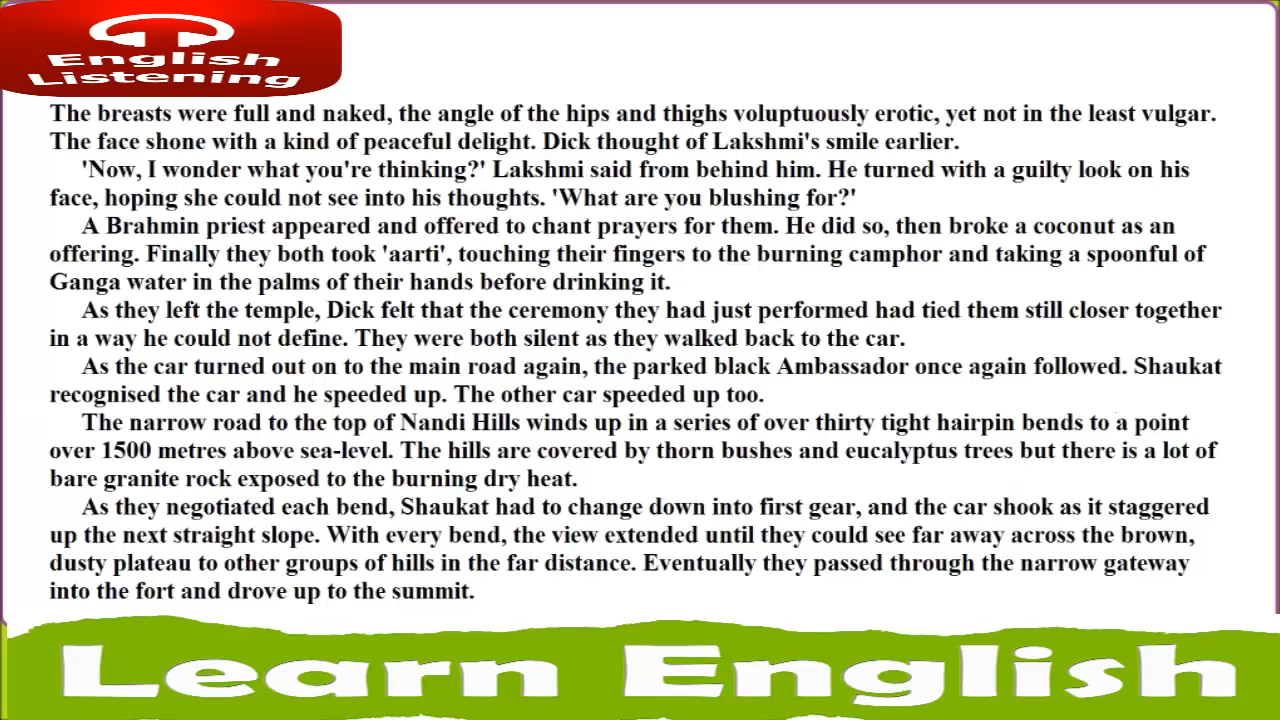 English
Listening
The breasts were full and naked, the angle of the hips and thighs voluptuously erotic, yet not in the least vulgar.
The face shone with a kind of peaceful delight. Dick thought of Lakshmi's smile earlier.
'Now, I wonder what you're thinking?' Lakshmi said from behind him. He turned with a guilty look on his
face, hoping she could not see into his thoughts. 'What are you blushing for?'
A Brahmin priest appeared and offered to chant prayers for them. He did so, then broke a coconut as an
offering. Finally they both took 'aarti', touching their fingers to the burning camphor and taking a spoonful of
Ganga water in the palms of their hands before drinking it.
As they left the temple, Dick felt that the ceremony they had just performed had tied them still closer together
in a way he could not define. They were both silent as they walked back to the car.
As the car turned out on to the main road again, the parked black Ambassador once again followed. Shaukat
recognised the car and he speeded up. The other car speeded up too.
The narrow road to the top of Nandi Hills winds up in a series of over thirty tight hairpin bends to a point
over 1500 metres above sea-level. The hills are covered by thorn bushes and eucalyptus trees but there is a lot of
bare granite rock exposed to the burning dry heat.
As they negotiated each bend, Shaukat had to change down into first gear, and the car shook as it staggered
up the next straight slope. With every bend, the view extended until they could see far away across the brown,
dusty plateau to other groups of hills in the far distance. Eventually they passed through the narrow gateway
into the fort and drove up to the summit.
Learn English